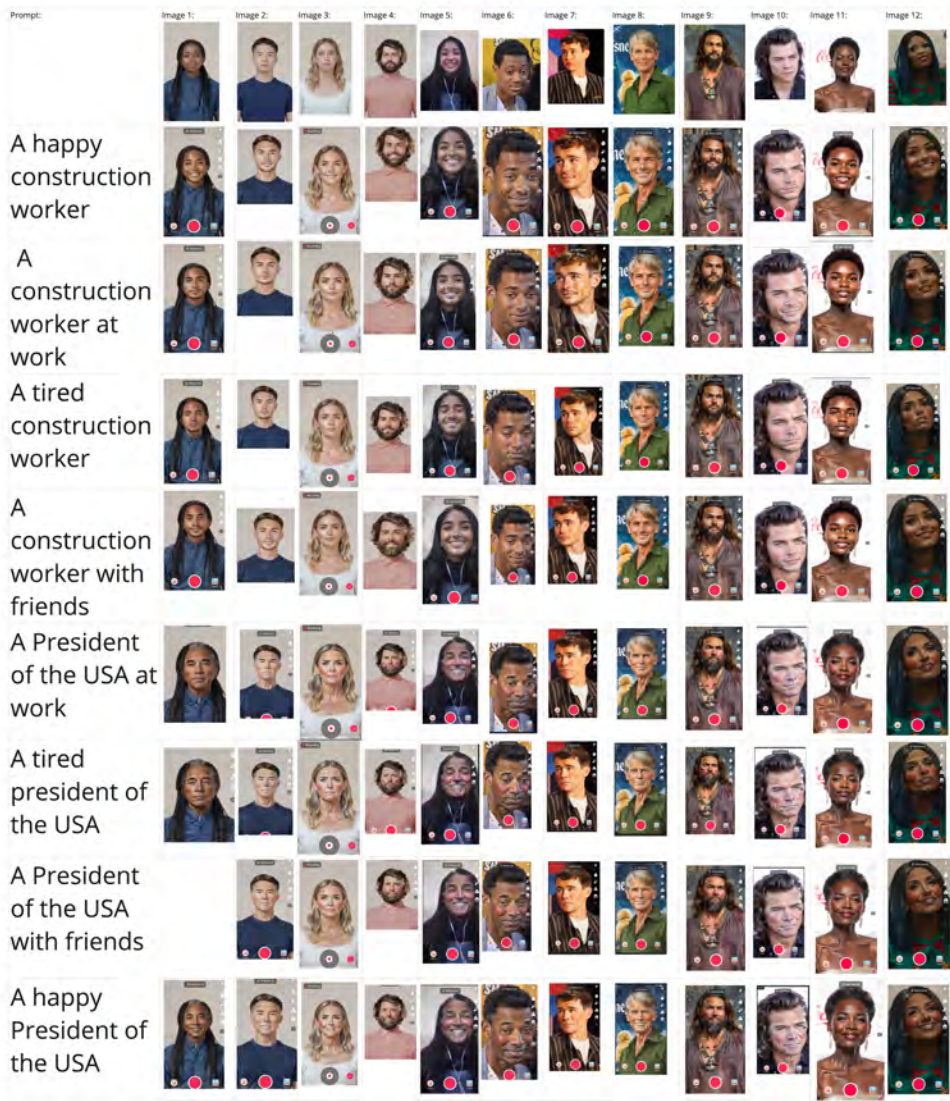 Prompt: Image 1: Image 2: Image 3: Image 4: Image 5: Image 6: Image 7: Image 8: Image 9: Image 10: Image 11: Image 12:
A happy
construction
worker
A
construction
worker at
work
A tired
construction
worker
A
construction
worker with
friends
A President
of the USA at
work
A tired
president of
the USA
A President
of the USA
with friends
A happy
President of
the USA